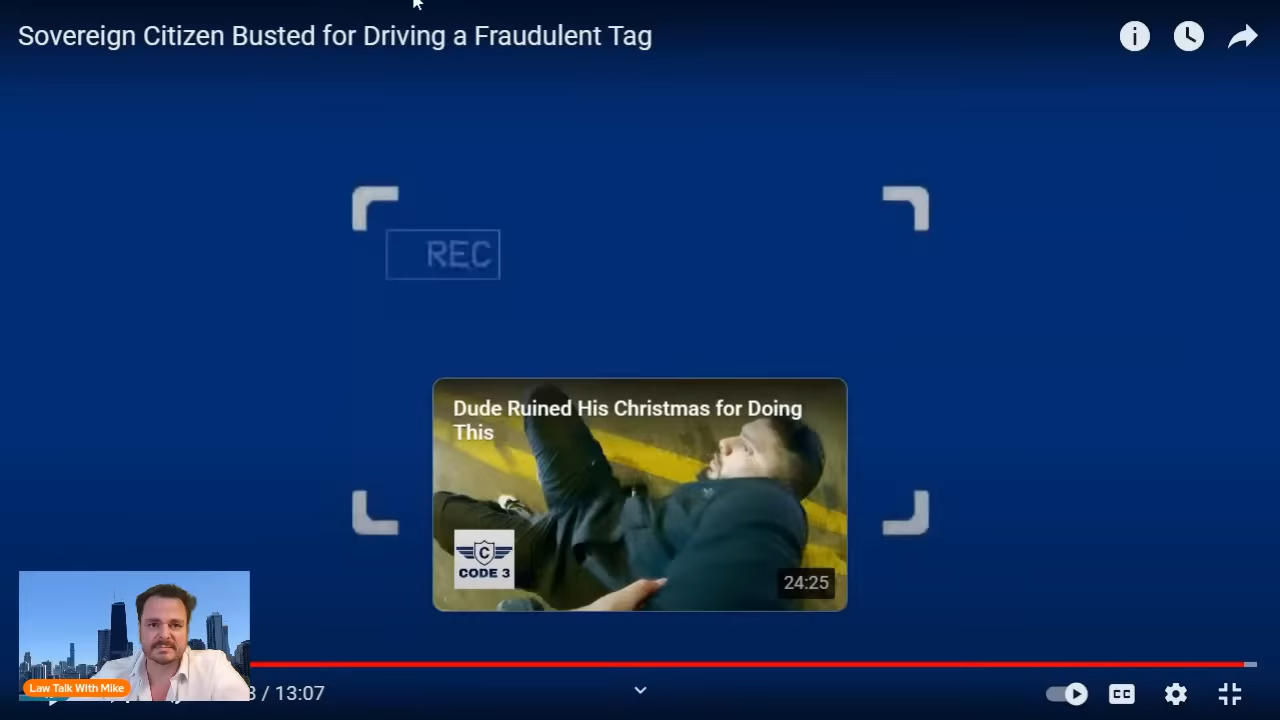 Sovereign Citizen Busted for Driving a Fraudulent Tag
REC
Dude Ruined His Christmas for Doing
This
C
CODE 3
24:25
Law Talk With Mike
/ 13:07
CC